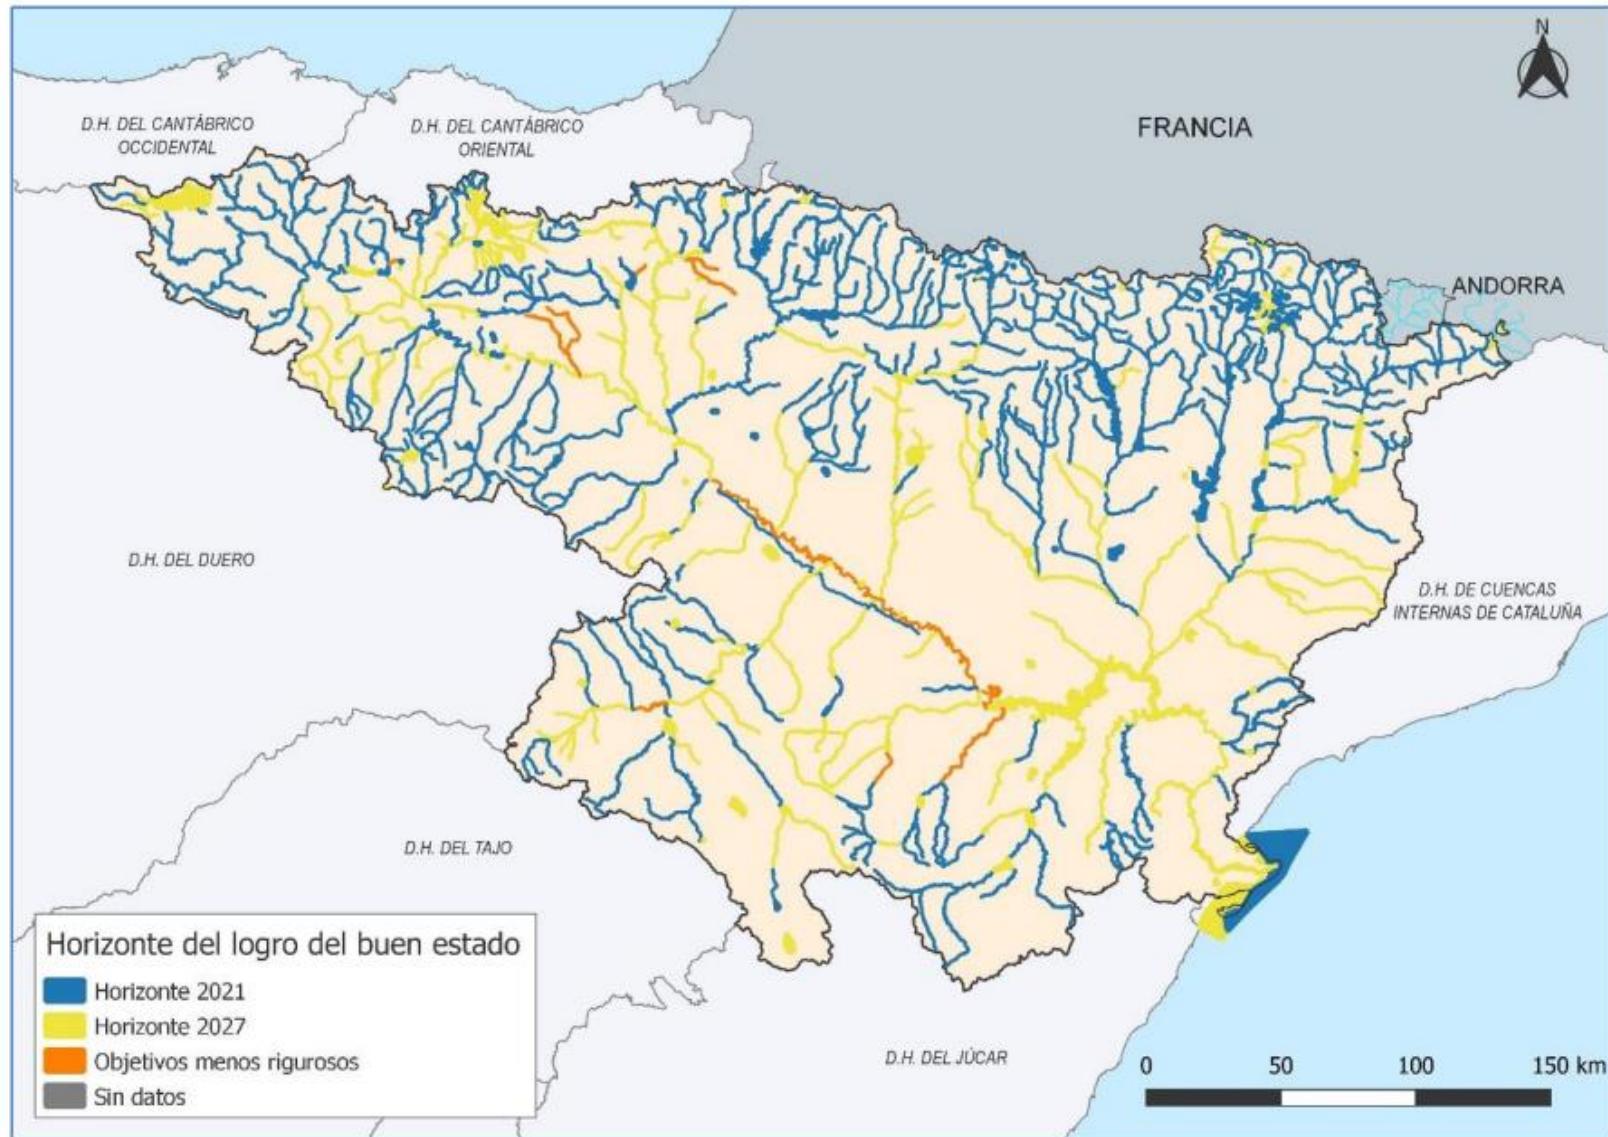 N
FRANCIA
D.H. DEL CANTÁBRICO
OCCIDENTAL
D.H. DEL CANTÁBRICO
ORIENTAL
ANDORRA
D.H. DEL DUERO
D.H. DE CUENCAS
INTERNAS DE CATALUÑA
D.H. DEL TAJO
D.H. DEL JÚCAR
Horizonte del logro del buen estado
Horizonte 2021
Horizonte 2027
Objetivos menos rigurosos
Sin datos
0 50 100 150 km